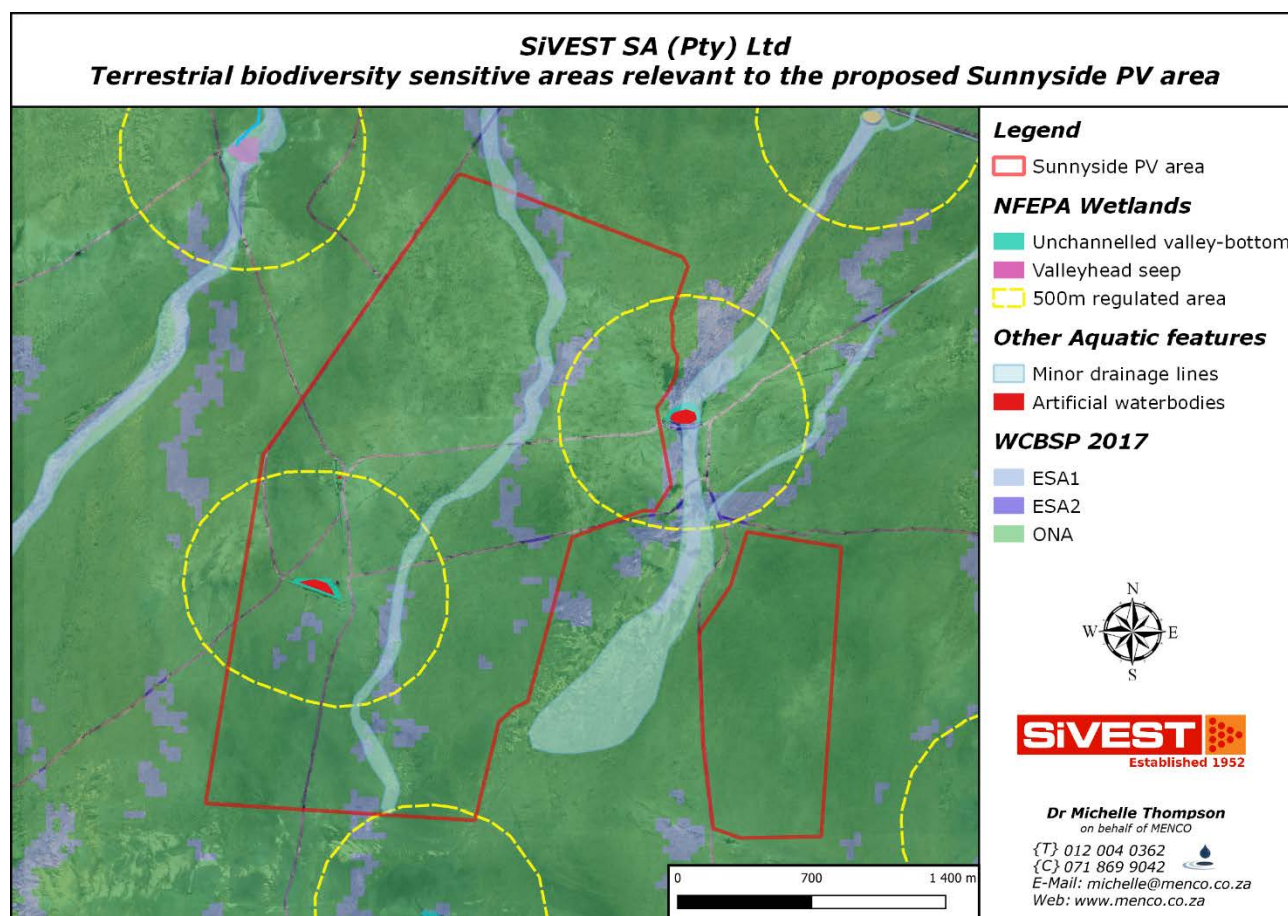 SiVEST SA (Pty) Ltd
Terrestrial biodiversity sensitive areas relevant to the proposed Sunnyside PV area
Legend
Sunnyside PV area
NFEPA Wetlands
Unchannelled valley-bottom
Valleyhead seep
500m regulated area
Other Aquatic features
Minor drainage lines
Artificial waterbodies
WCBSP 2017
ESA1
ESA2
ONA
N
W E
S
SiVEST
Established 1952
Dr Michelle Thompson
on behalf of MENCO
{T} 012 004 0362
{C} 071 869 9042
E-Mail: michelle@menco.co.za
Web: www.menco.co.za
0 700 1 400 m